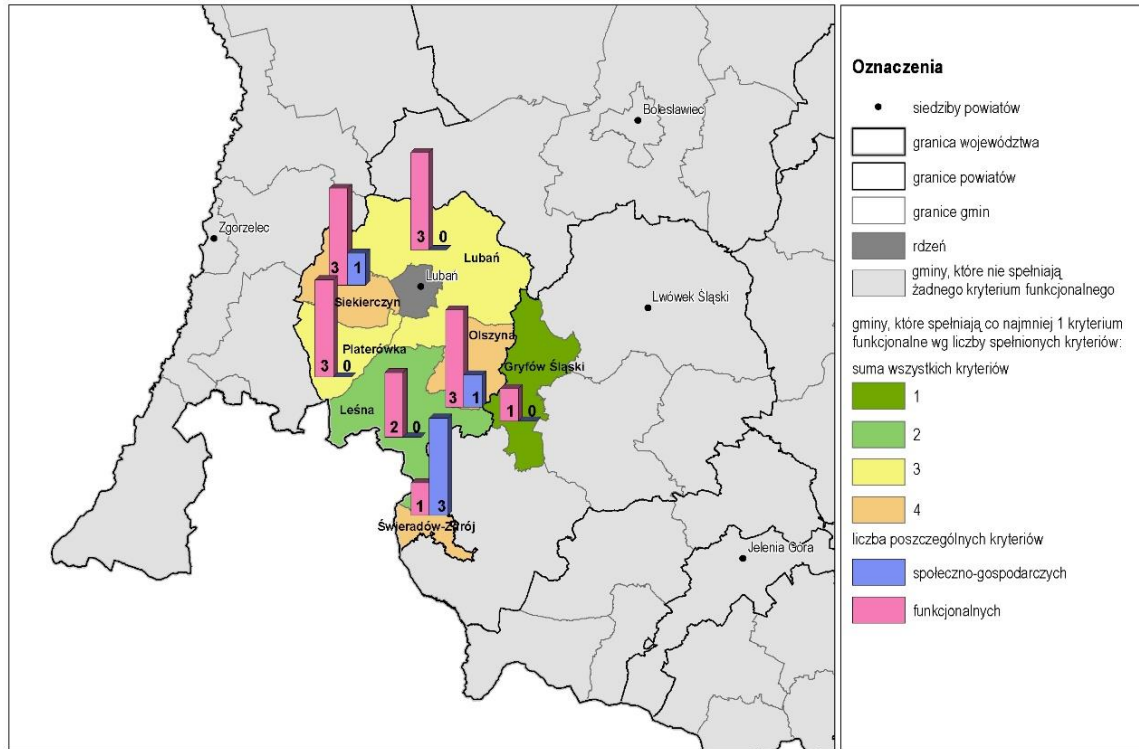 Bolesławiec
Zgorzelec
3 0
Lubań
3 1
Lubań
Siekierczyn
Lwówek Śląski
Olszyna
Platerówka
Gryfów Śląski
3 0
3 1
Leśna
1 0
2 0
1 3
Świeradów-Zdrój
Jelenia Góra
Oznaczenia
siedziby powiatów
granica województwa
granice powiatów
granice gmin
rdzeń
gminy, które nie spełniają
żadnego kryterium funkcjonalnego
gminy, które spełniają co najmniej 1 kryterium
funkcjonalne wg liczby spełnionych kryteriów:
suma wszystkich kryteriów
1
2
3
4
liczba poszczególnych kryteriów
społeczno-gospodarczych
funkcjonalnych